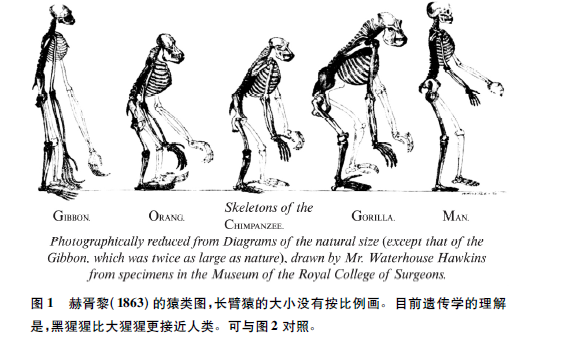 GIBBON. ORANG. Skeletons of the CHIMPANZEE. GORILLA. MAN.
Photographically reduced from Diagrams of the natural size (except that of the
Gibbon, which was twice as large as nature), drawn by Mr. Waterhouse Hawkins
from specimens in the Museum of the Royal College of Surgeons.
图 1 赫胥黎(1863)的猿类图,长臂猿的大小没有按比例画。目前遗传学的理解
是,黑猩猩比大猩猩更接近人类。可与图 2 对照。